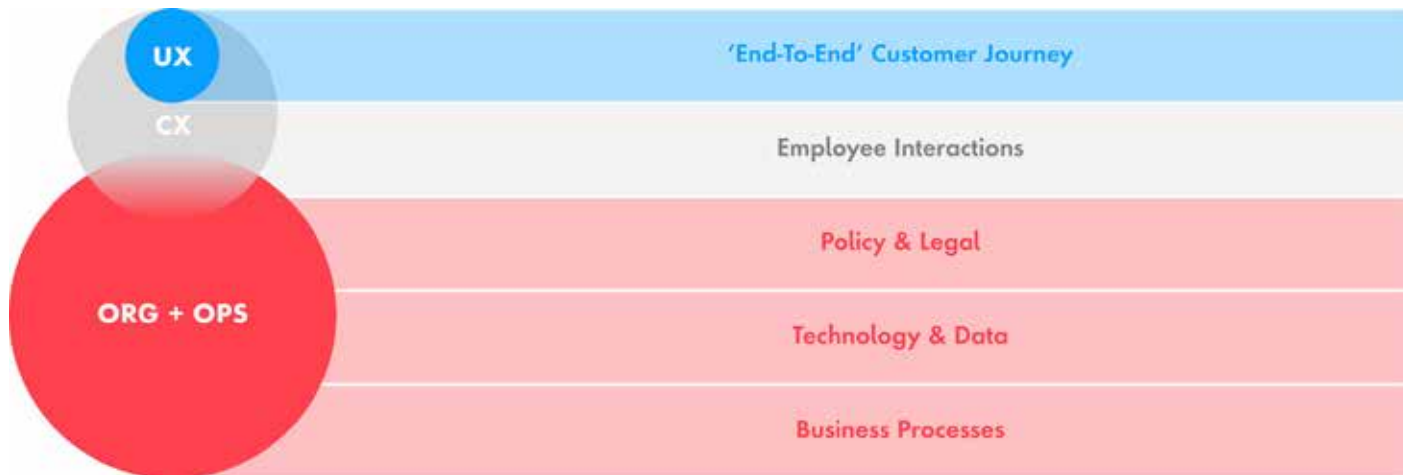 UX
'End-To-End' Customer Journey
CX
Employee Interactions
Policy & Legal
ORG + OPS
Technology & Data
Business Processes